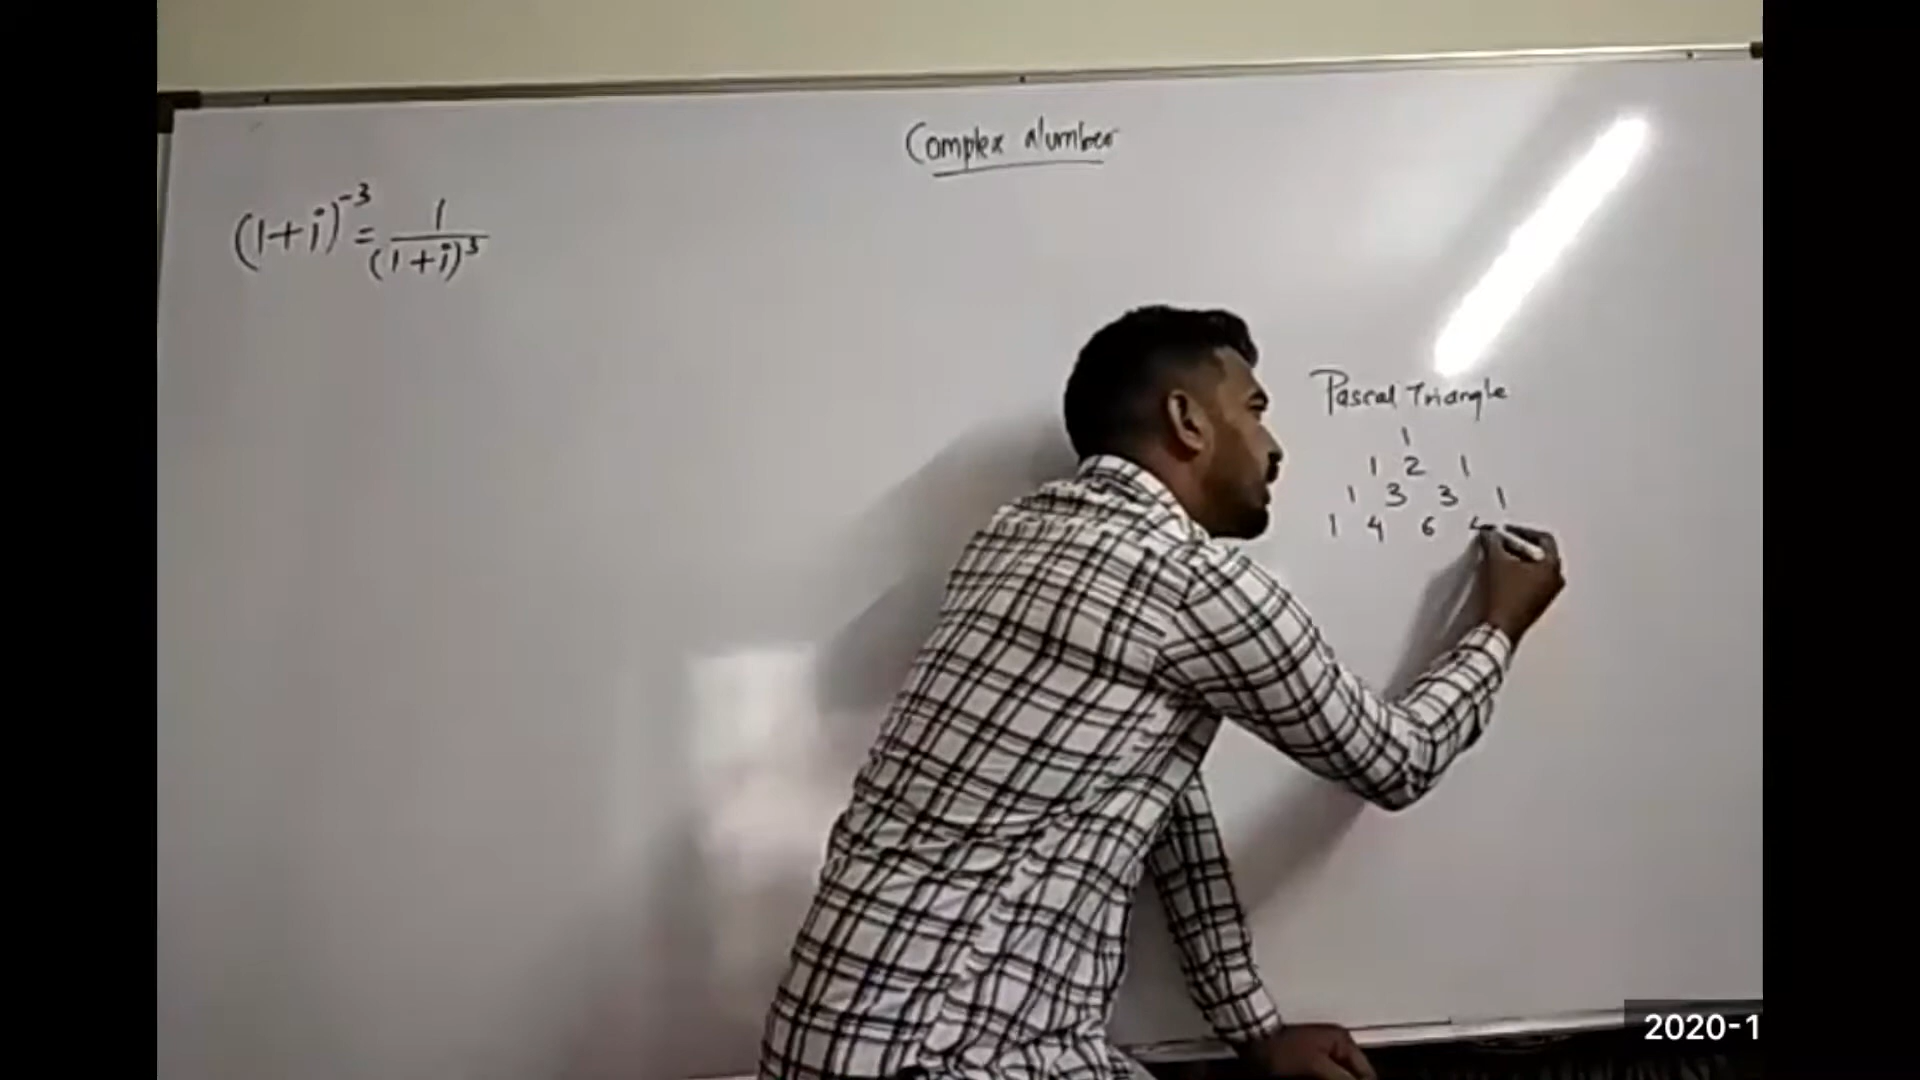 Complex Number
(1+i)^-3 = 1/(1+i)^3
Pascal Triangle
1
1 2 1
1 3 3 1
1 4 6 4
2020-1